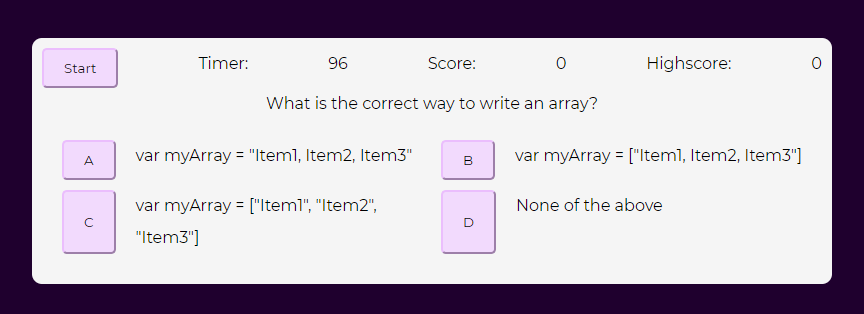 Start Timer: 96 Score: 0 Highscore: 0
What is the correct way to write an array?
A var myArray = "Item1, Item2, Item3"
B var myArray = ["Item1, Item2, Item3"]
C var myArray = ["Item1", "Item2",
"Item3"]
D None of the above